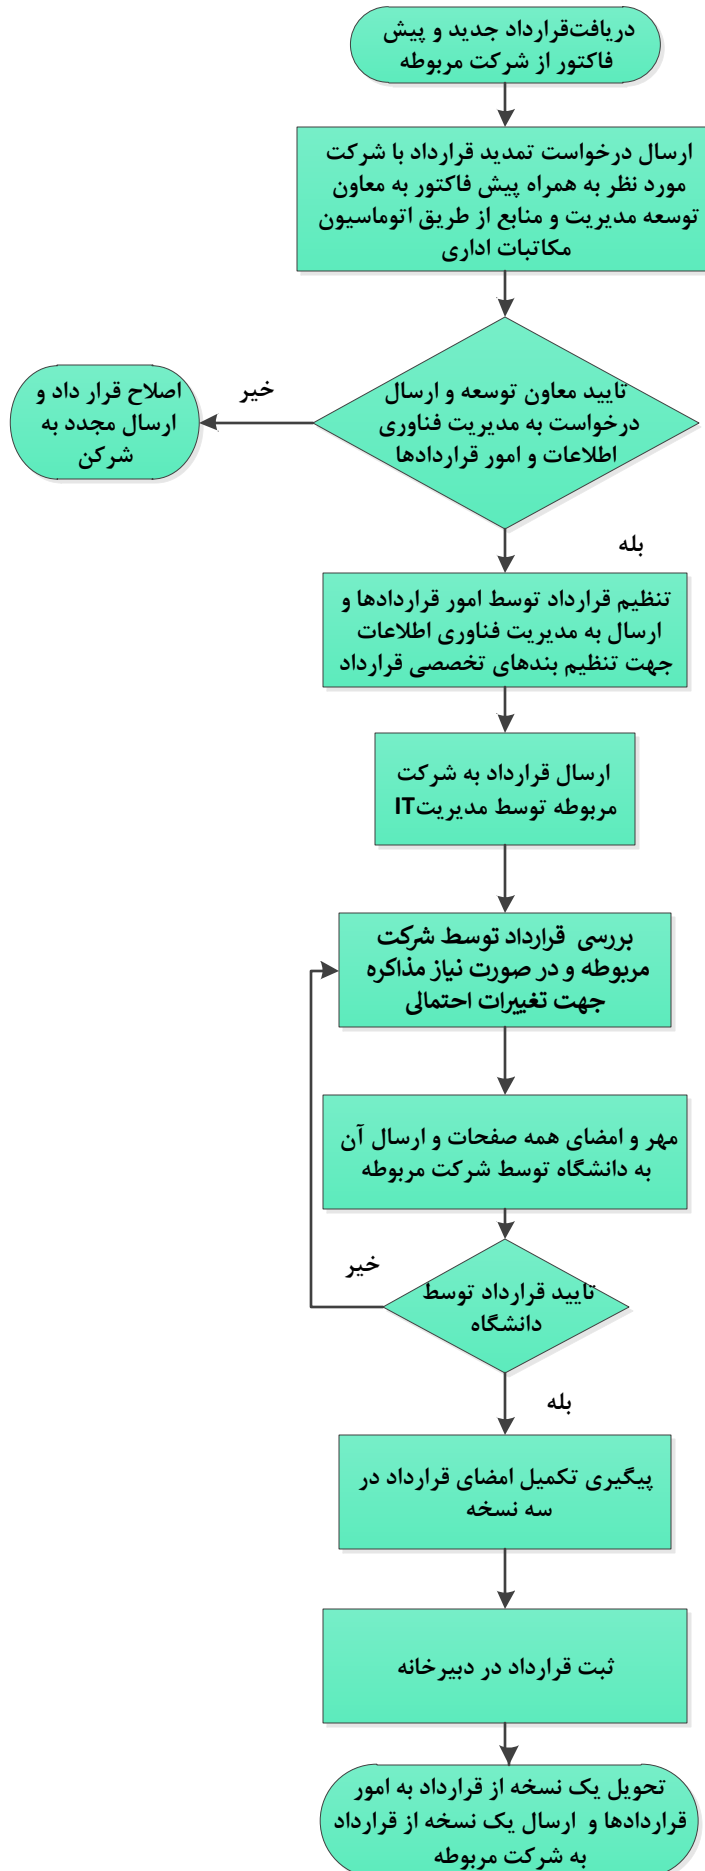 دریافت‌قرارداد جدید و پیش
فاکتور از شرکت مربوطه
ارسال درخواست تمدید قرارداد با شرکت
مورد نظر به همراه پیش فاکتور به معاون
توسعه مدیریت و منابع از طریق اتوماسیون
مکاتبات اداری
تایید معاون توسعه و ارسال
درخواست به مدیریت فناوری
اطلاعات و امور قراردادها
خیر
اصلاح قرار داد و
ارسال مجدد به
شرکن
بله
تنظیم قرارداد توسط امور قراردادها و
ارسال به مدیریت فناوری اطلاعات
جهت تنظیم بندهای تخصصی قرارداد
ارسال قرارداد به شرکت
مربوطه توسط مدیریتIT
بررسی قرارداد توسط شرکت
مربوطه و در صورت نیاز مذاکره
جهت تغییرات احتمالی
مهر و امضای همه صفحات و ارسال آن
به دانشگاه توسط شرکت مربوطه
خیر
تایید قرارداد توسط
دانشگاه
بله
پیگیری تکمیل امضای قرارداد در
سه نسخه
ثبت قرارداد در دبیرخانه
تحویل یک نسخه از قرارداد به امور
قراردادها و ارسال یک نسخه از قرارداد
به شرکت مربوطه